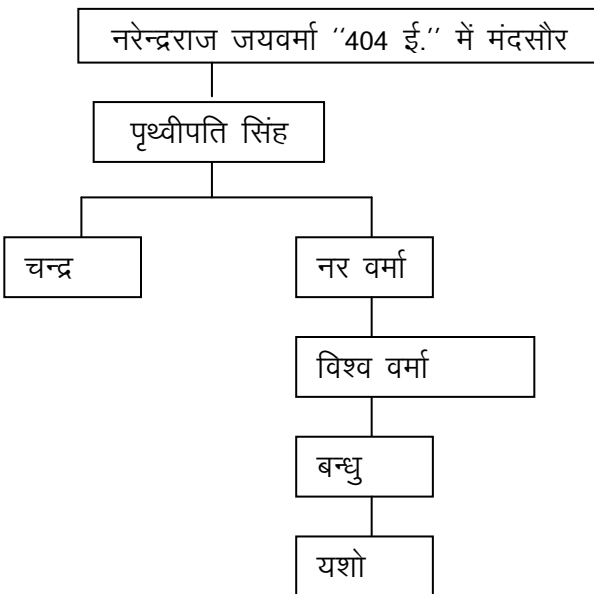 नरेन्द्रराज जयवर्मा ‘‘404 ई.’’ में मंदसौर
पृथ्वीपति सिंह
चन्द्र
नर वर्मा
विश्व वर्मा
बन्धु
यशो